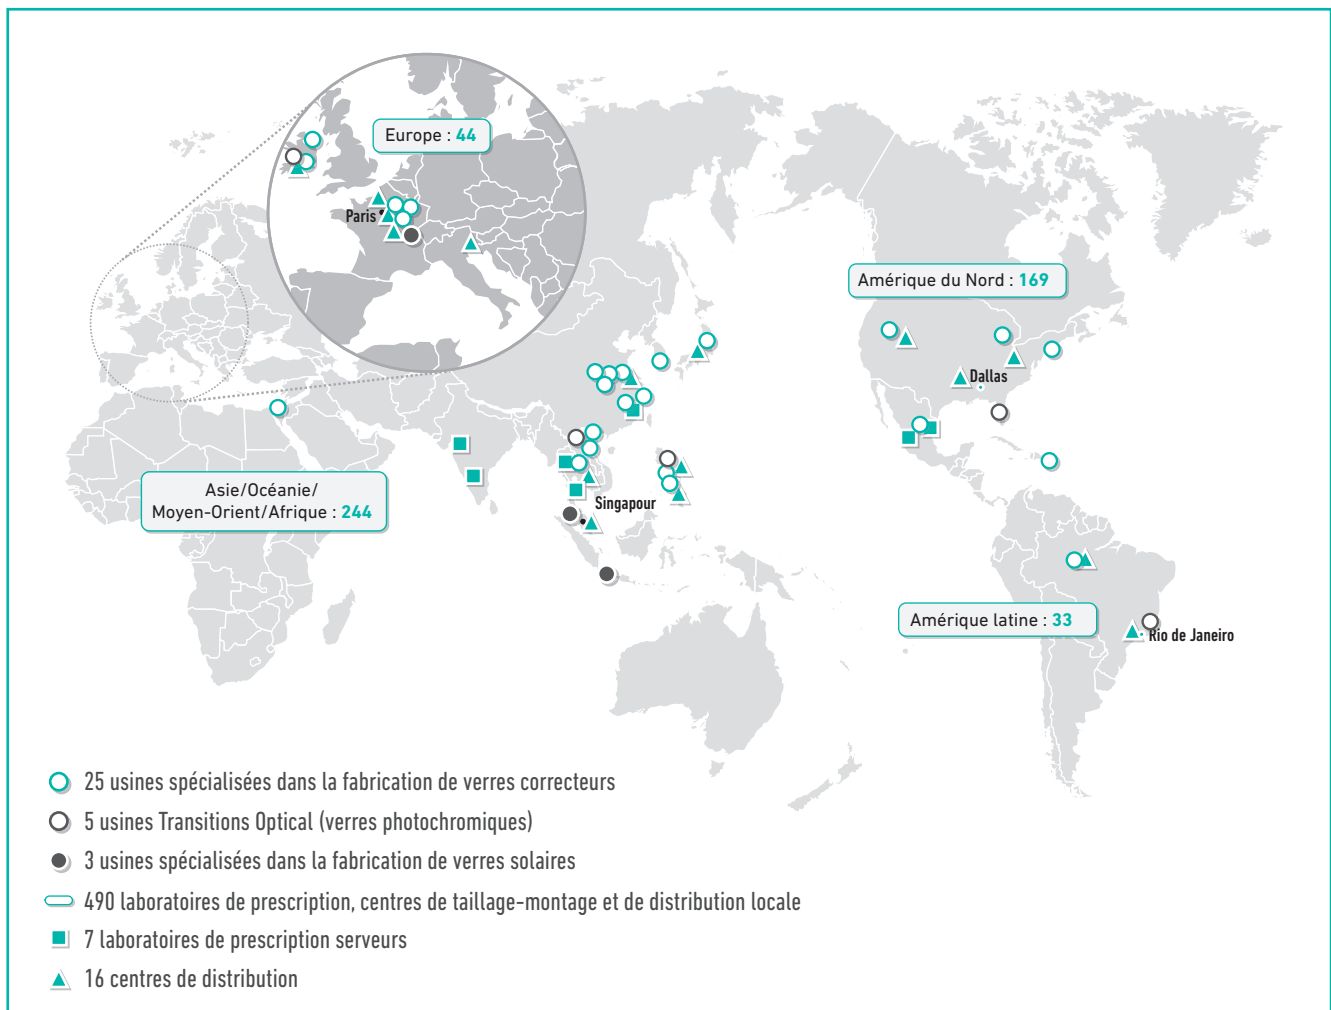 Europe : 44
Paris
Amérique du Nord : 169
Dallas
Asie/Océanie/
Moyen-Orient/Afrique : 244
Singapour
Amérique latine : 33
Rio de Janeiro
25 usines spécialisées dans la fabrication de verres correcteurs
5 usines Transitions Optical (verres photochromiques)
3 usines spécialisées dans la fabrication de verres solaires
490 laboratoires de prescription, centres de taillage-montage et de distribution locale
7 laboratoires de prescription serveurs
16 centres de distribution